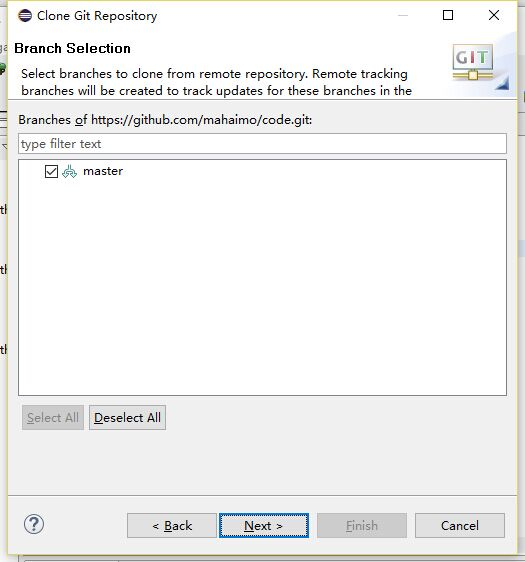 Clone Git Repository
Branch Selection
GIT
Select branches to clone from remote repository. Remote tracking
branches will be created to track updates for these branches in the
Branches of https://github.com/mahaimo/code.git:
type filter text
master
Select All
Deselect All
?
< Back
Next >
Finish
Cancel